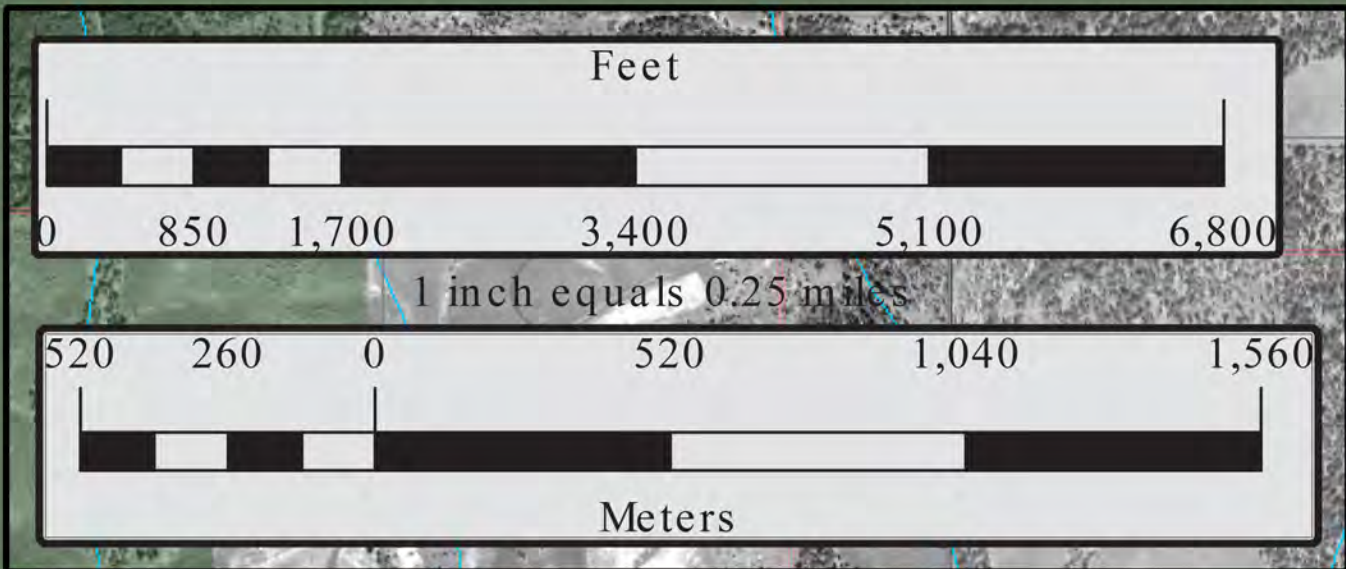 Feet
0 850 1,700 3,400 5,100 6,800
1 inch equals 0.25 miles
520 260 0 520 1,040 1,560
Meters